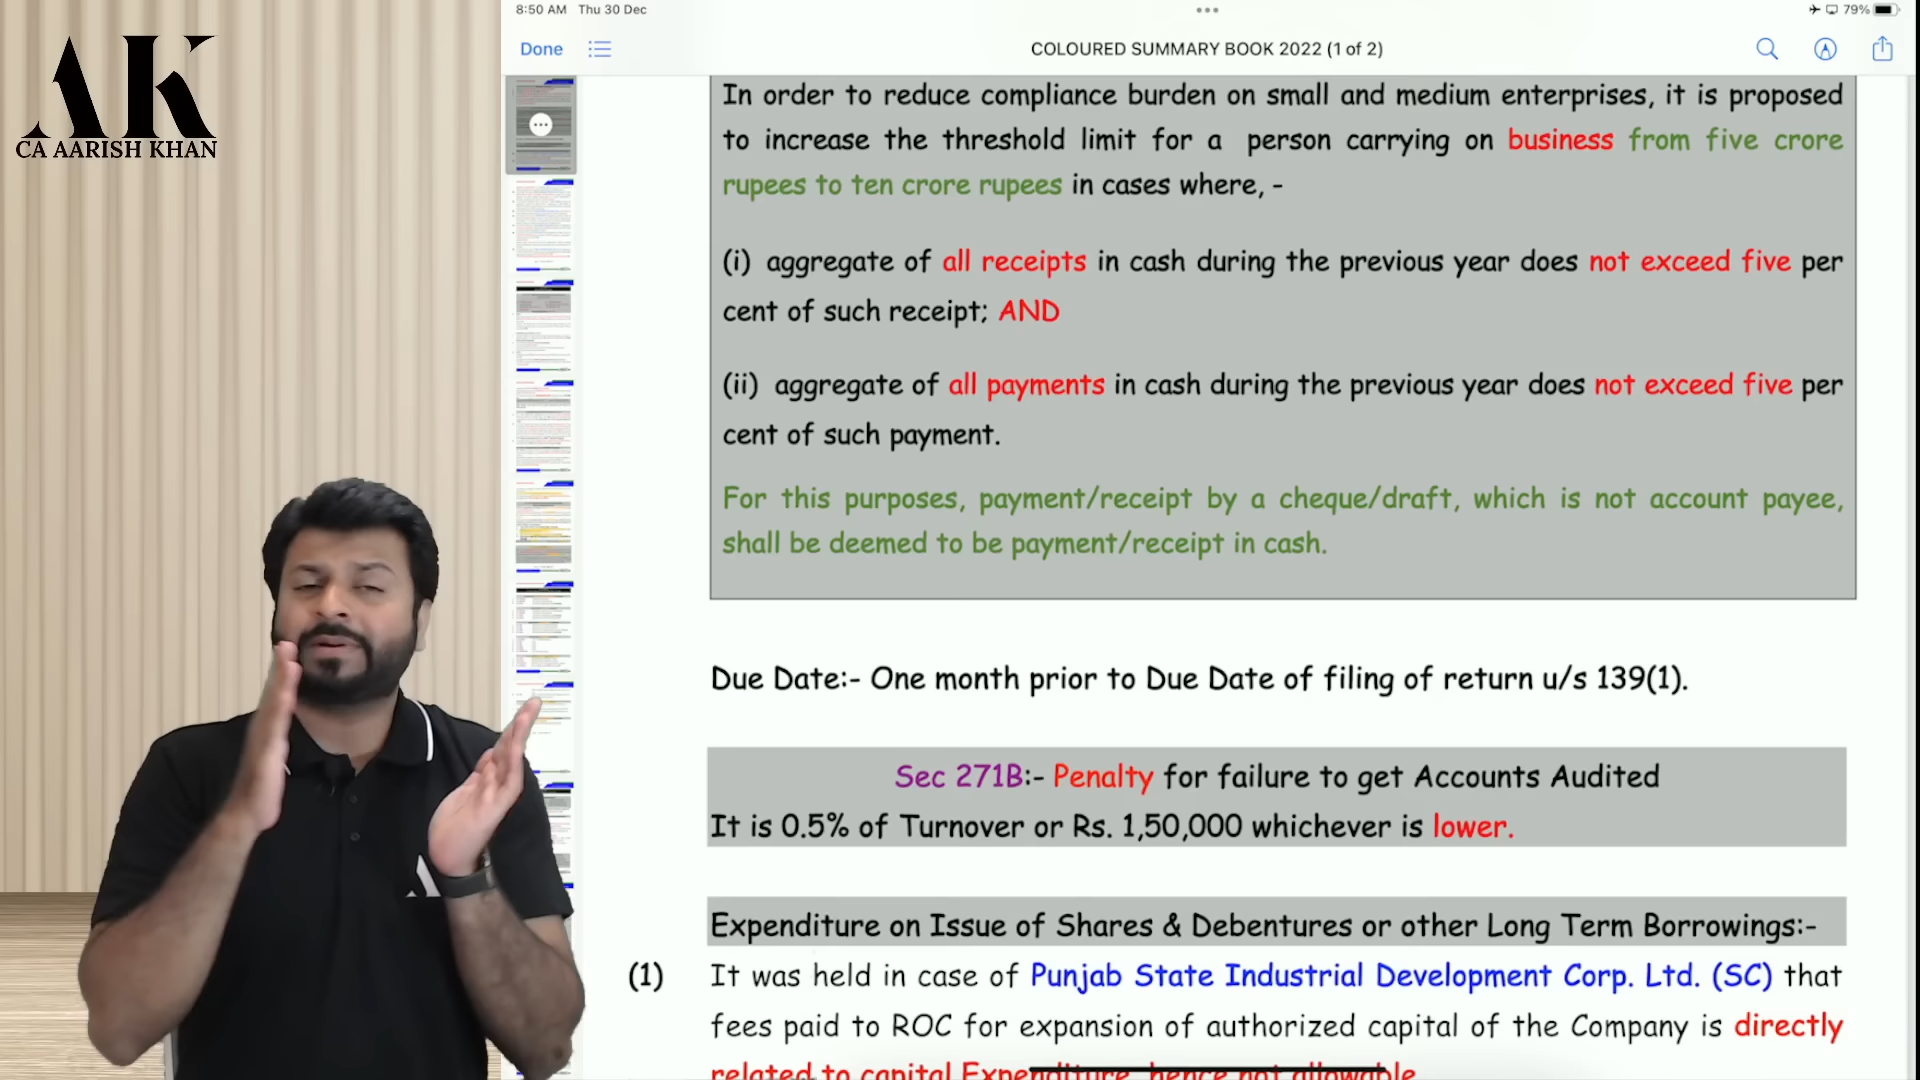 AK
CA AARISH KHAN
8:50 AM Thu 30 Dec
79%
Done
COLOURED SUMMARY BOOK 2022 (1 of 2)
In order to reduce compliance burden on small and medium enterprises, it is proposed
to increase the threshold limit for a person carrying on business from five crore
rupees to ten crore rupees in cases where, -
(i) aggregate of all receipts in cash during the previous year does not exceed five per
cent of such receipt; AND
(ii) aggregate of all payments in cash during the previous year does not exceed five per
cent of such payment.
For this purposes, payment/receipt by a cheque/draft, which is not account payee,
shall be deemed to be payment/receipt in cash.
Due Date:- One month prior to Due Date of filing of return u/s 139(1).
Sec 271B:- Penalty for failure to get Accounts Audited
It is 0.5% of Turnover or Rs. 1,50,000 whichever is lower.
Expenditure on Issue of Shares & Debentures or other Long Term Borrowings:-
(1) It was held in case of Punjab State Industrial Development Corp. Ltd. (SC) that
fees paid to ROC for expansion of authorized capital of the Company is directly
related to capital Expenditure, hence not allowable